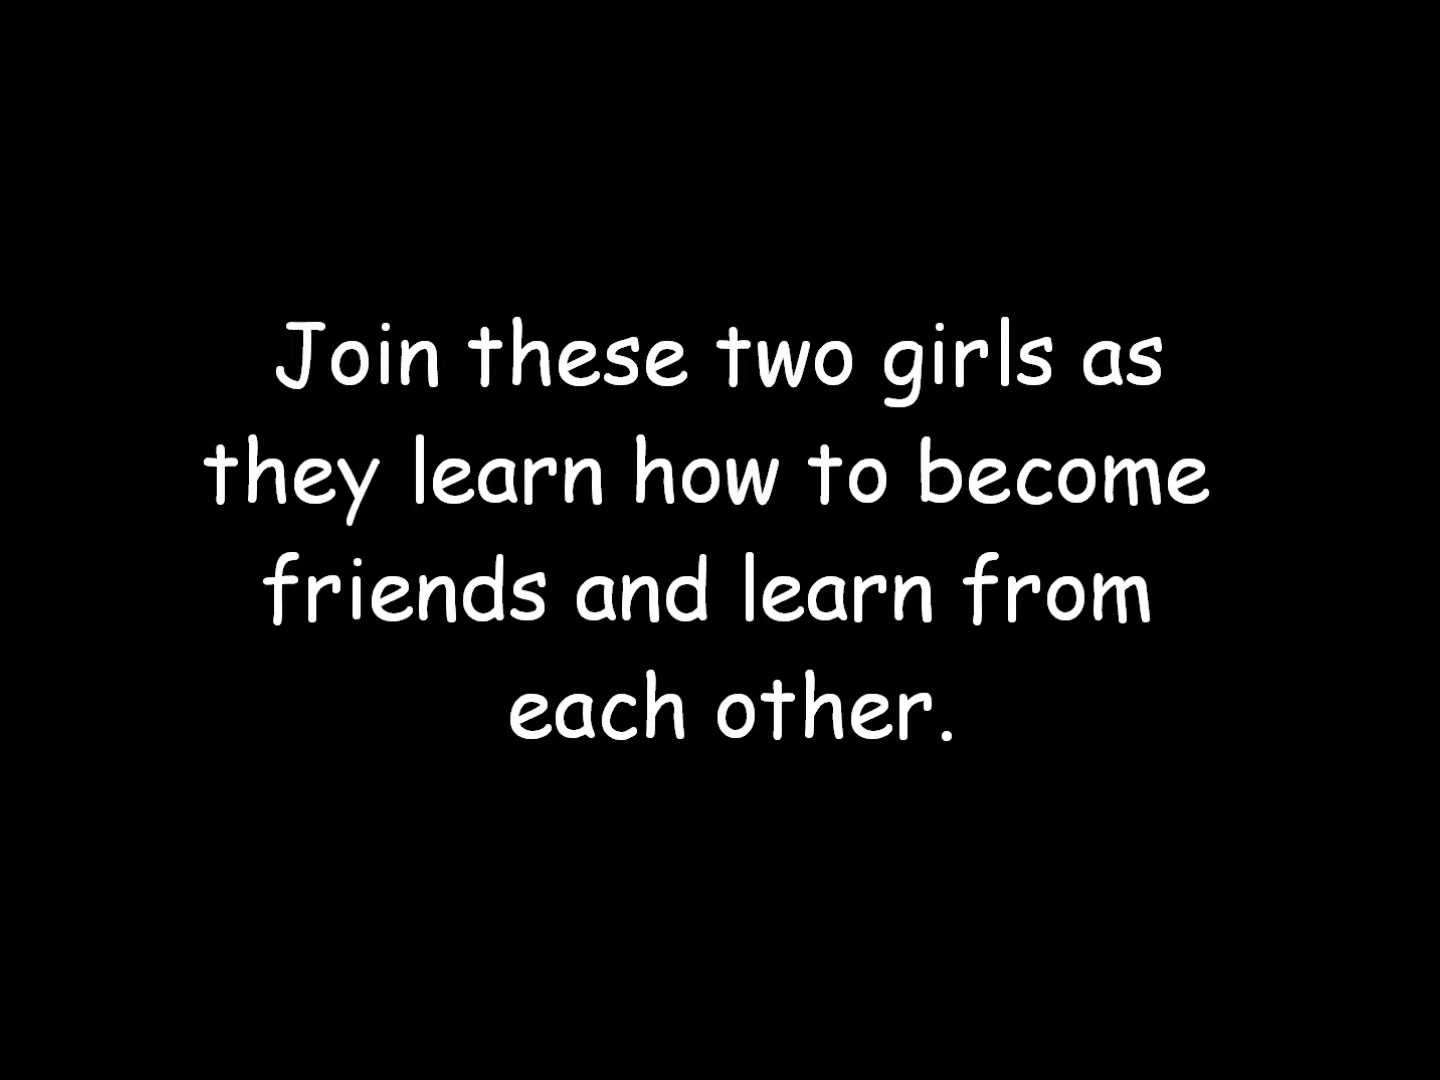 Join these two girls as
they learn how to become
friends and learn from
each other.